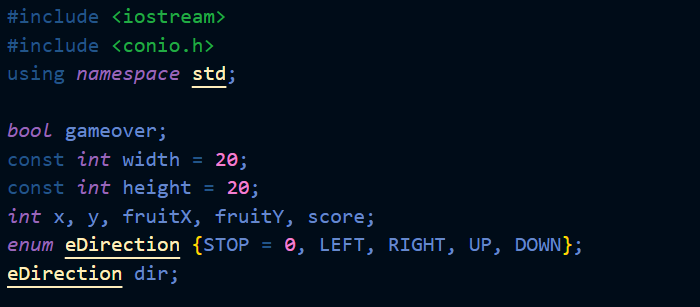 #include <iostream>
#include <conio.h>
using namespace std;
bool gameover;
const int width = 20;
const int height = 20;
int x, y, fruitX, fruitY, score;
enum eDirection {STOP = 0, LEFT, RIGHT, UP, DOWN};
eDirection dir;